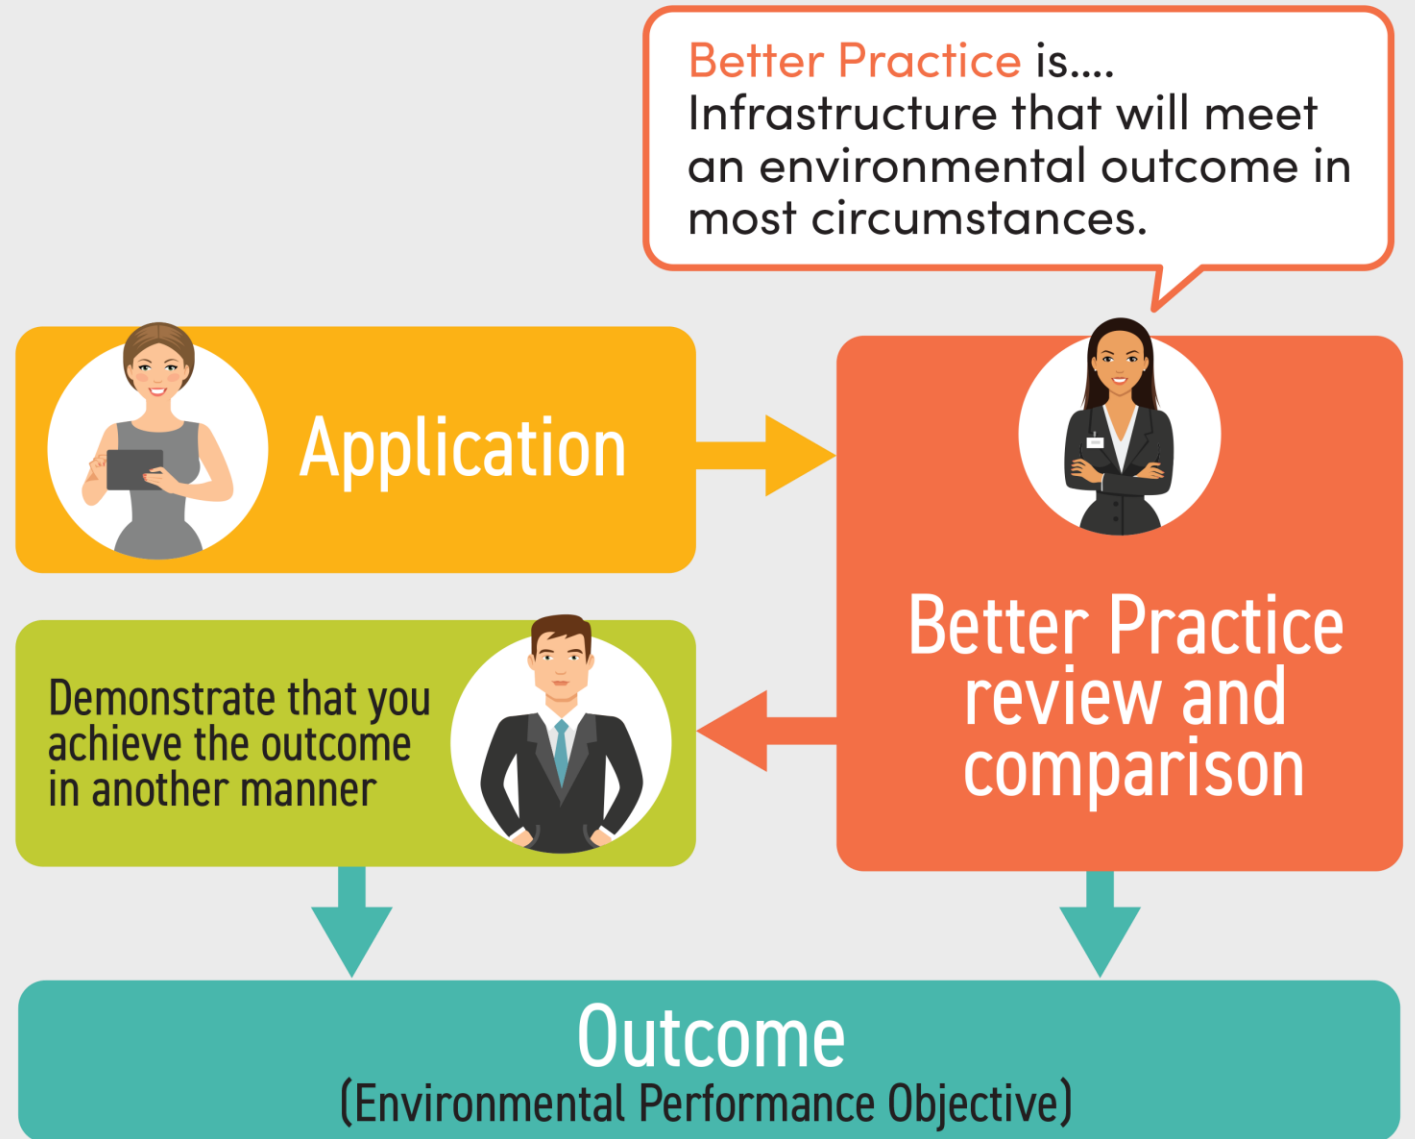 Better Practice is....
Infrastructure that will meet
an environmental outcome in
most circumstances.
Application
Better Practice
review and
comparison
Demonstrate that you
achieve the outcome
in another manner
Outcome
(Environmental Performance Objective)